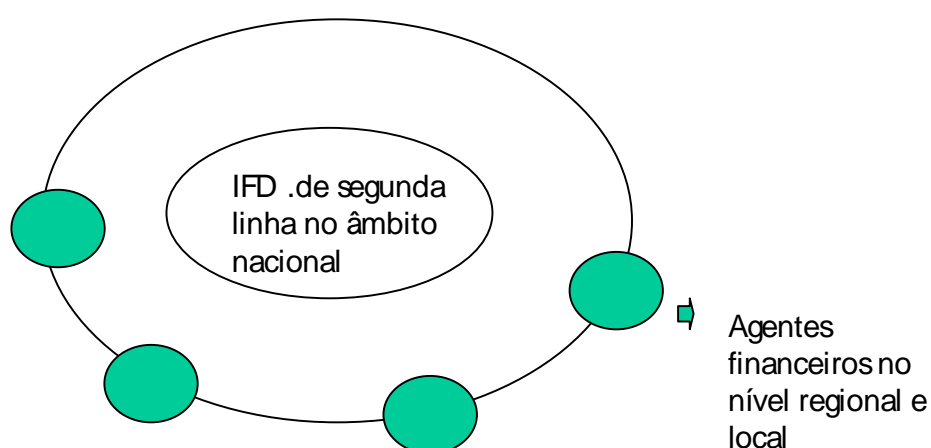 IFD .de segunda
linha no âmbito
nacional
Agentes
financeiros no
nível regional e
local